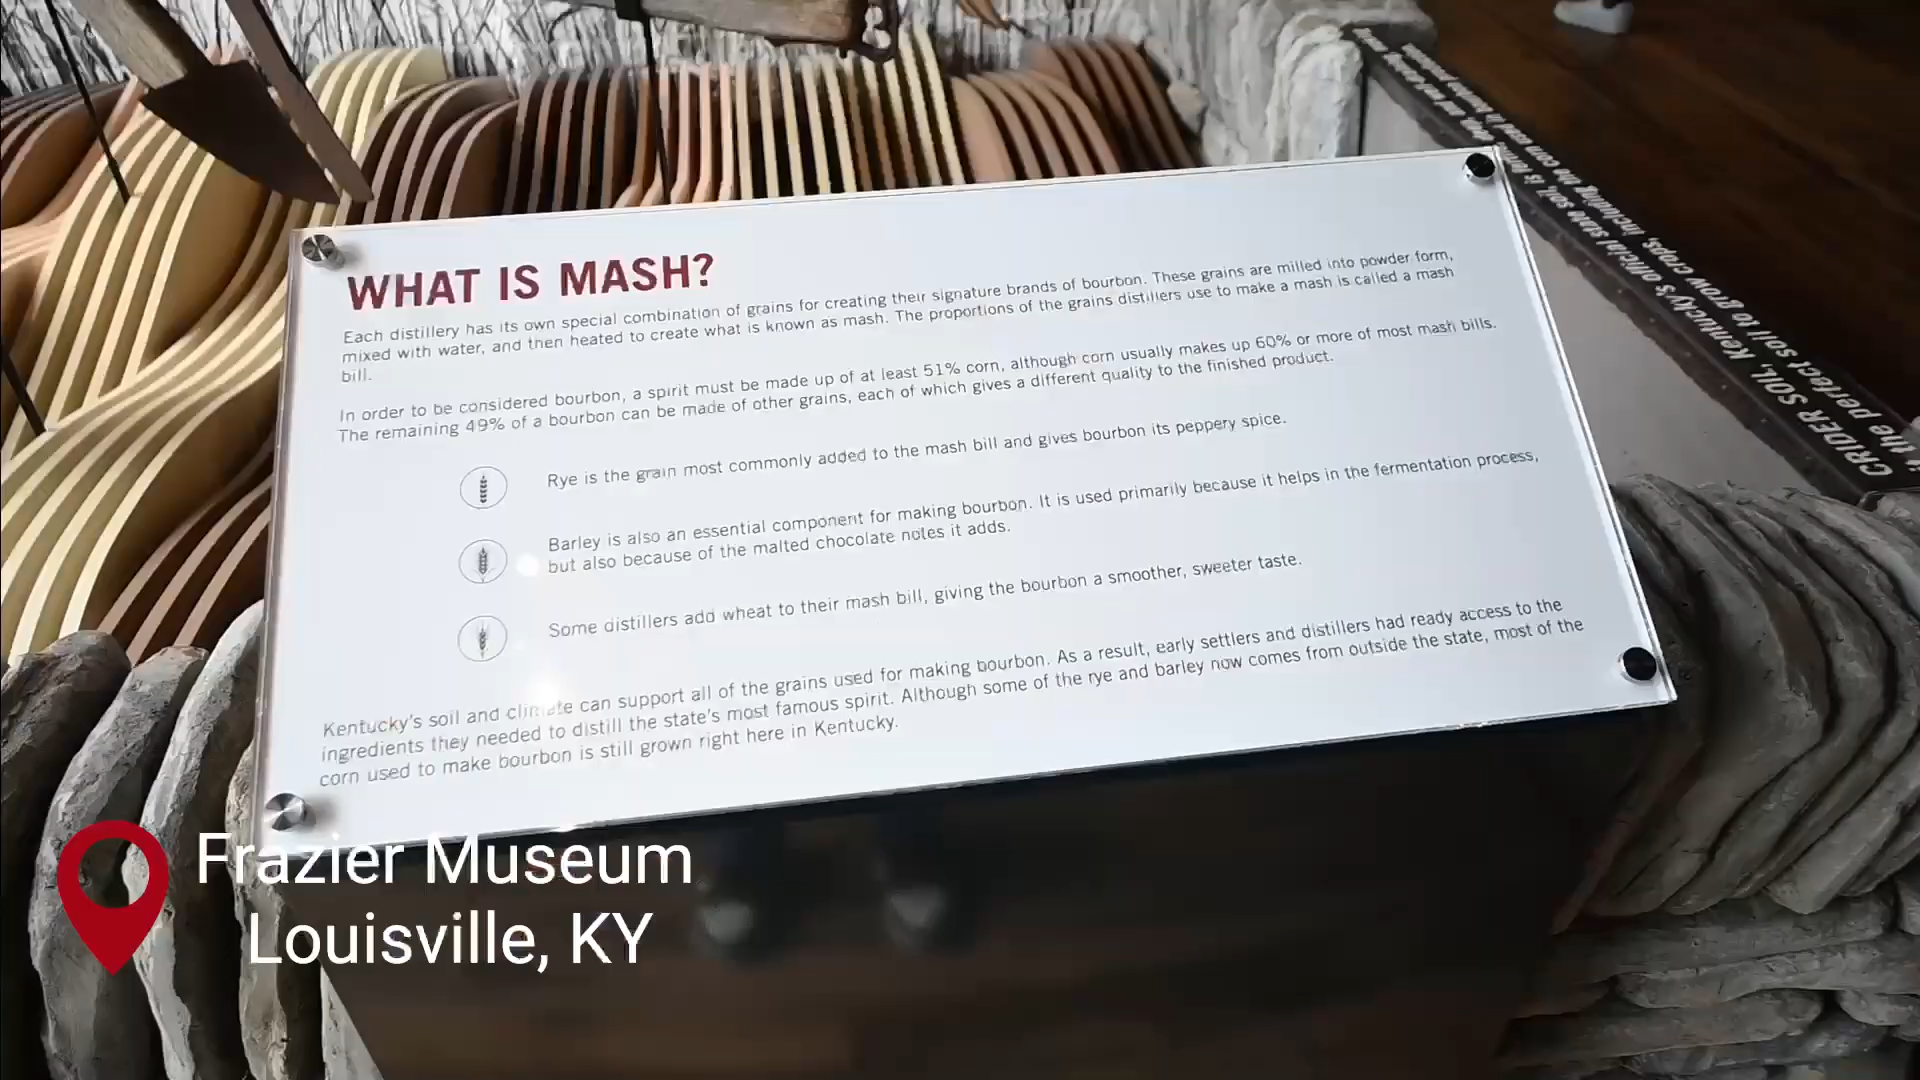 WHAT IS MASH?
Each distillery has its own special combination of grains for creating their signature brands of bourbon. These grains are milled into powder form,
mixed with water, and then heated to create what is known as mash. The proportions of the grains distillers use to make a mash is called a mash
bill.
In order to be considered bourbon, a spirit must be made up of at least 51% corn, although corn usually makes up 60% or more of most mash bills.
The remaining 49% of a bourbon can be made of other grains, each of which gives a different quality to the finished product.
Rye is the grain most commonly added to the mash bill and gives bourbon its peppery spice.
Barley is also an essential component for making bourbon. It is used primarily because it helps in the fermentation process,
but also because of the malted chocolate notes it adds.
Some distillers add wheat to their mash bill, giving the bourbon a smoother, sweeter taste.
Kentucky's soil and climate can support all of the grains used for making bourbon. As a result, early settlers and distillers had ready access to the
ingredients they needed to distill the state's most famous spirit. Although some of the rye and barley now comes from outside the state, most of the
corn used to make bourbon is still grown right here in Kentucky.
CRIDER SOIL, Kentucky's official state soil, is
the perfect soil to grow crops, including the corn used in
Frazier Museum
Louisville, KY